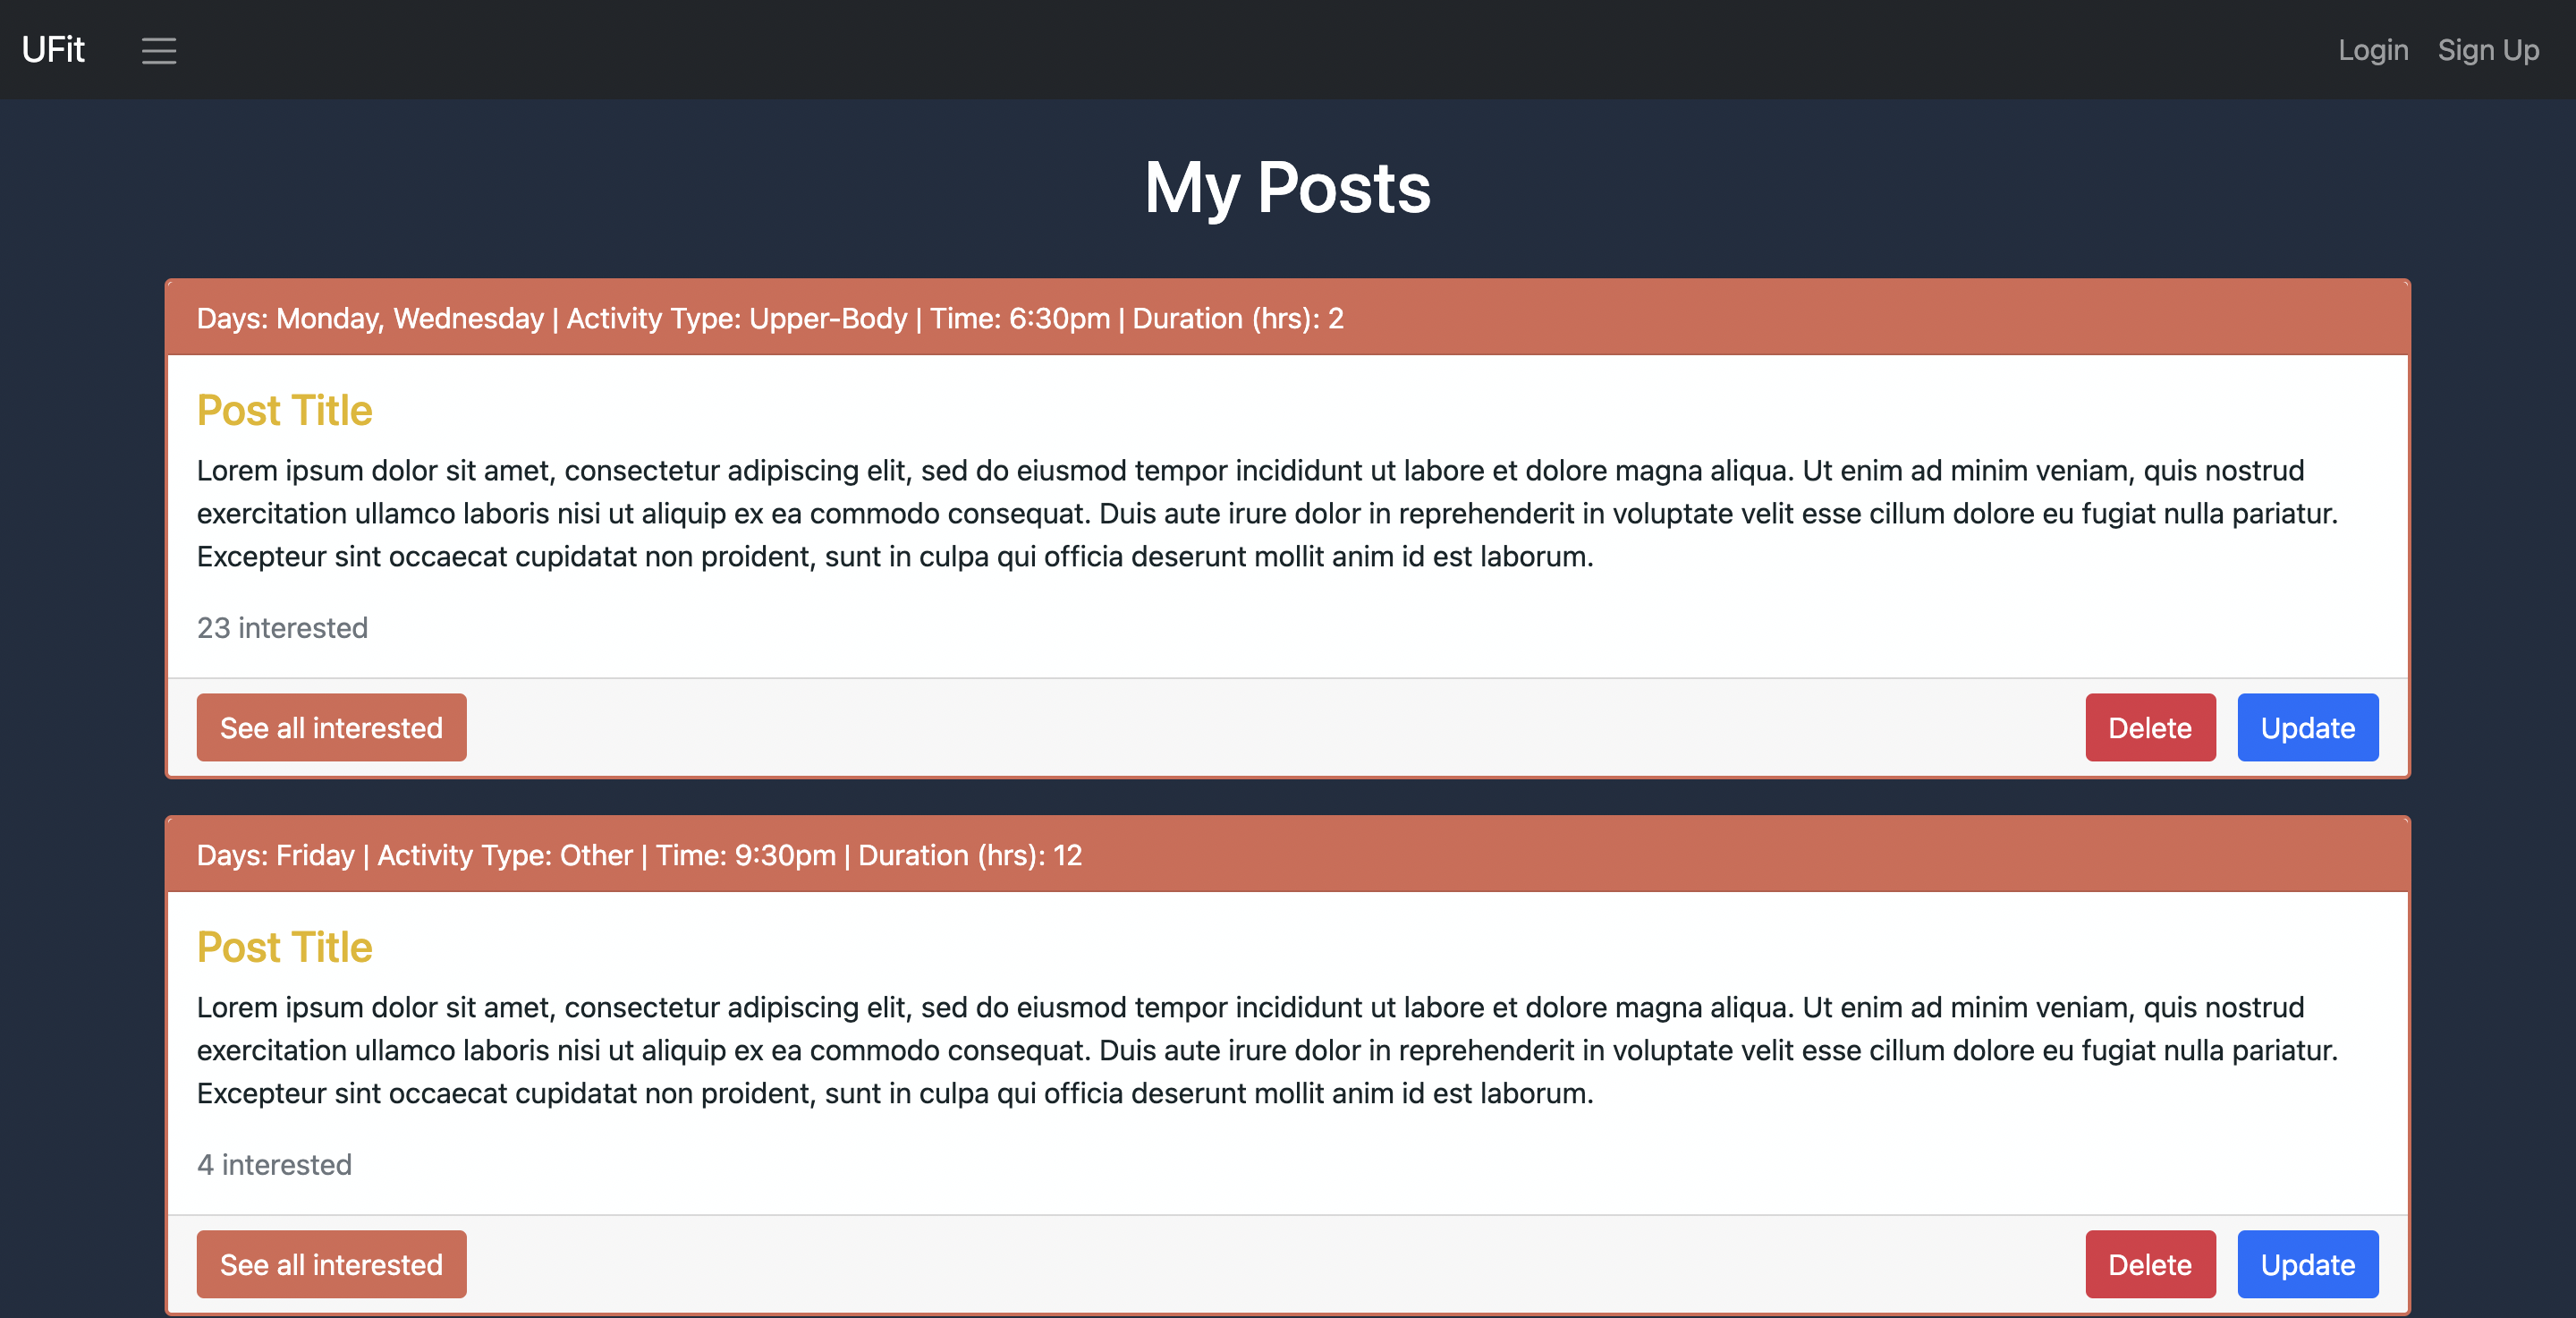 UFit
Login Sign Up
My Posts
Days: Monday, Wednesday | Activity Type: Upper-Body | Time: 6:30pm | Duration (hrs): 2
Post Title
Lorem ipsum dolor sit amet, consectetur adipiscing elit, sed do eiusmod tempor incididunt ut labore et dolore magna aliqua. Ut enim ad minim veniam, quis nostrud
exercitation ullamco laboris nisi ut aliquip ex ea commodo consequat. Duis aute irure dolor in reprehenderit in voluptate velit esse cillum dolore eu fugiat nulla pariatur.
Excepteur sint occaecat cupidatat non proident, sunt in culpa qui officia deserunt mollit anim id est laborum.
23 interested
See all interested Delete Update
Days: Friday | Activity Type: Other | Time: 9:30pm | Duration (hrs): 12
Post Title
Lorem ipsum dolor sit amet, consectetur adipiscing elit, sed do eiusmod tempor incididunt ut labore et dolore magna aliqua. Ut enim ad minim veniam, quis nostrud
exercitation ullamco laboris nisi ut aliquip ex ea commodo consequat. Duis aute irure dolor in reprehenderit in voluptate velit esse cillum dolore eu fugiat nulla pariatur.
Excepteur sint occaecat cupidatat non proident, sunt in culpa qui officia deserunt mollit anim id est laborum.
4 interested
See all interested Delete Update